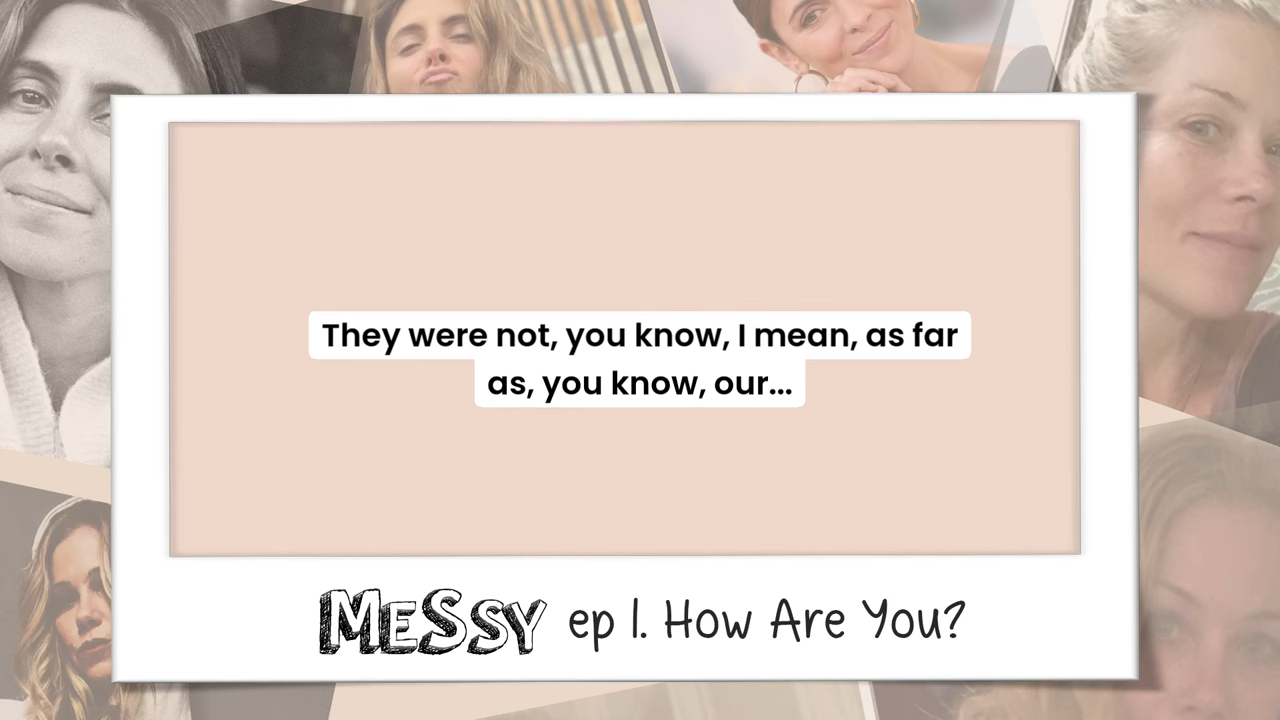 They were not, you know, I mean, as far
as, you know, our...
MeSSY ep 1. How Are You?